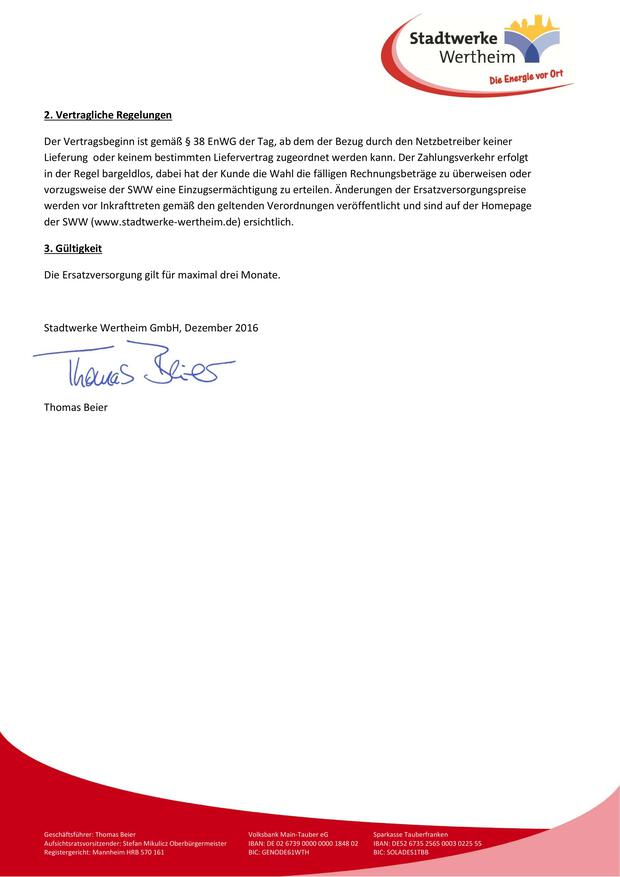 Stadtwerke
Wertheim
Die Energie vor Ort
2. Vertragliche Regelungen
Der Vertragsbeginn ist gemäß § 38 EnWG der Tag, ab dem der Bezug durch den Netzbetreiber keiner
Lieferung oder keinem bestimmten Liefervertrag zugeordnet werden kann. Der Zahlungsverkehr erfolgt
in der Regel bargeldlos, dabei hat der Kunde die Wahl die fälligen Rechnungsbeträge zu überweisen oder
vorzugsweise der SWW eine Einzugsermächtigung zu erteilen. Änderungen der Ersatzversorgungspreise
werden vor Inkrafttreten gemäß den geltenden Verordnungen veröffentlicht und sind auf der Homepage
der SWW (www.stadtwerke-wertheim.de) ersichtlich.
3. Gültigkeit
Die Ersatzversorgung gilt für maximal drei Monate.
Stadtwerke Wertheim GmbH, Dezember 2016
Thomas Beier
Thomas Beier
Geschäftsführer: Thomas Beier
Aufsichtsratsvorsitzender: Stefan Mikulicz Oberbürgermeister
Registergericht: Mannheim HRB 570 161
Volksbank Main-Tauber eG
IBAN: DE 02 6739 0000 0000 1848 02
BIC: GENODE61WTH
Sparkasse Tauberfranken
IBAN: DE52 6735 2565 0003 0225 55
BIC: SOLADES1TBB